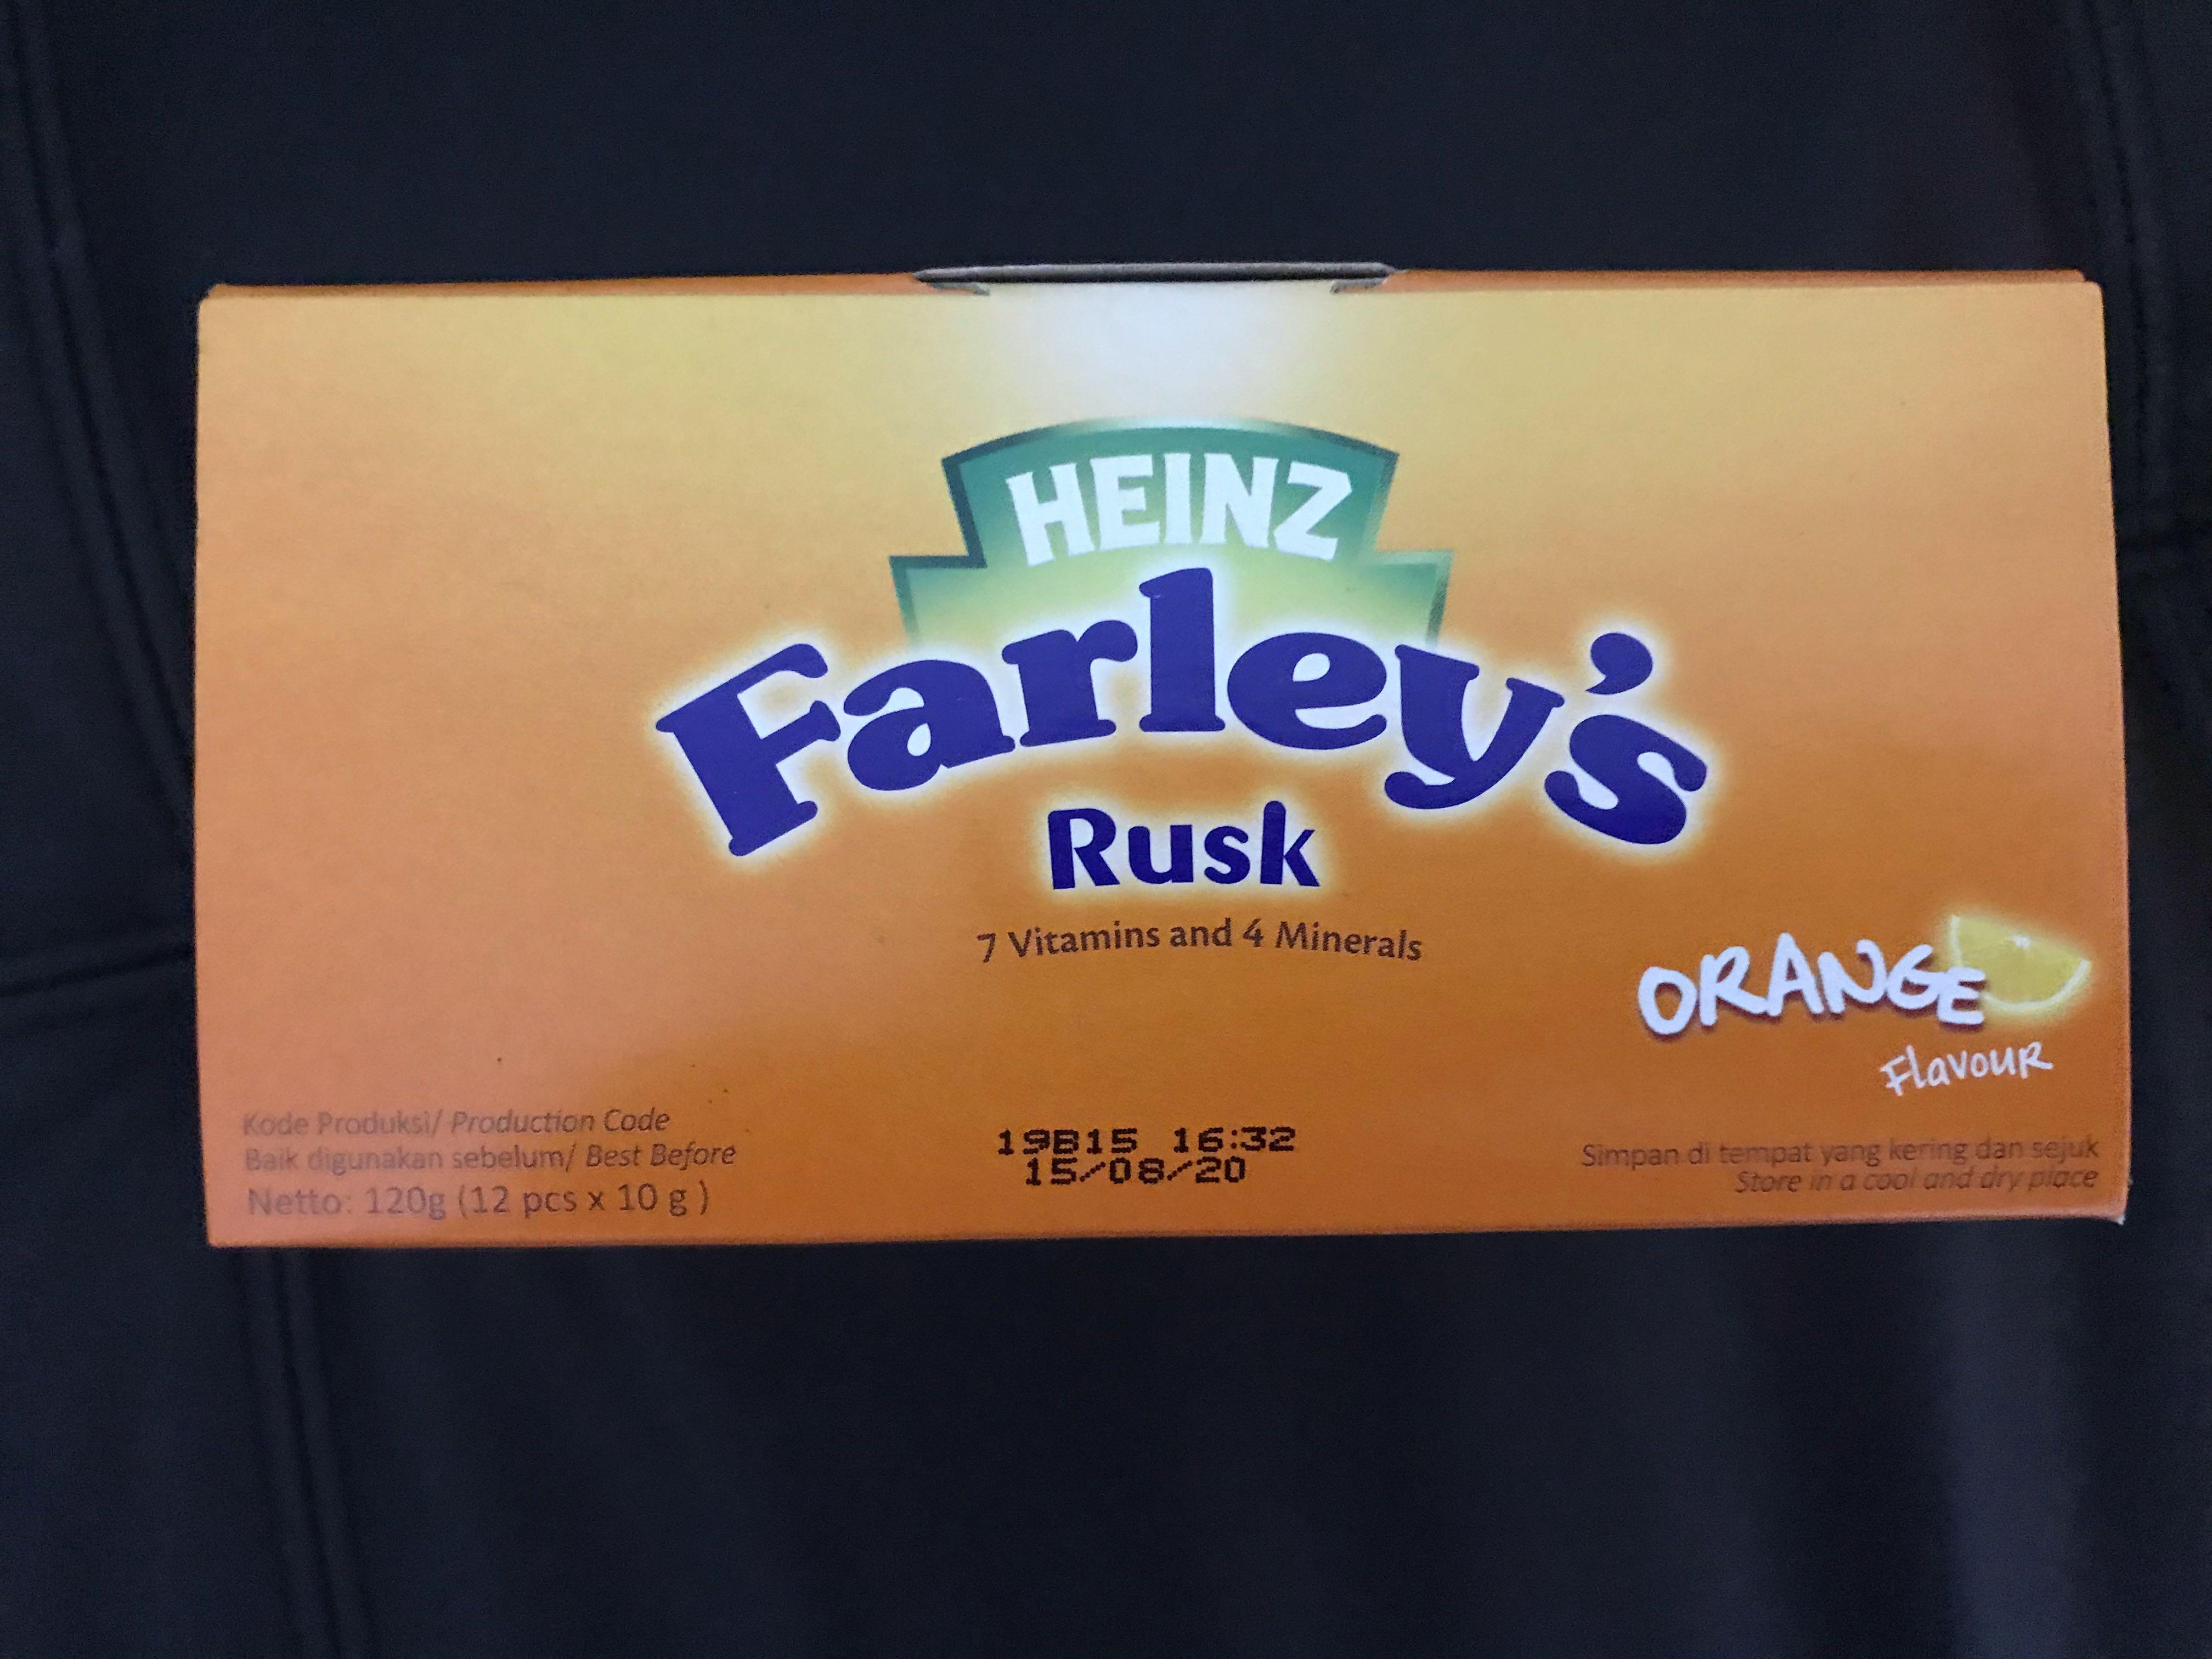 HEINZ
Farley's
Rusk
7 Vitamins and 4 Minerals
ORANGE
Flavour
Kode Produksi/ Production Code
Baik digunakan sebelum/ Best Before
Netto: 120g (12 pcs x 10 g )
19B15 16:32
15/08/20
Simpan di tempat yang kering dan sejuk
Store in a cool and dry place